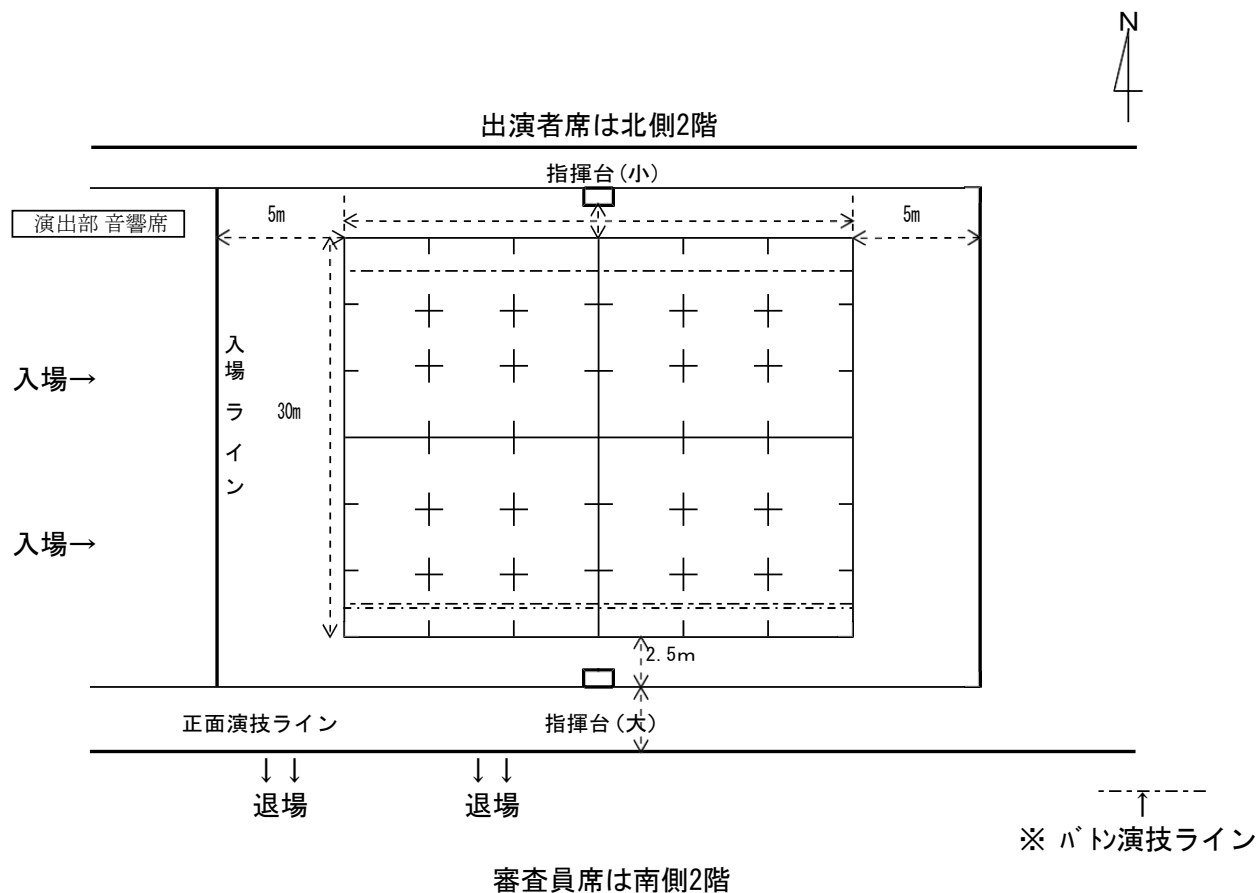 N
出演者席は北側2階
指揮台(小)
演出部 音響席
5m
5m
入場ライン
入場→
30m
入場→
2.5m
正面演技ライン
指揮台(大)
↓ ↓
↓ ↓
退場
退場
↑
※ バトン演技ライン
審査員席は南側2階